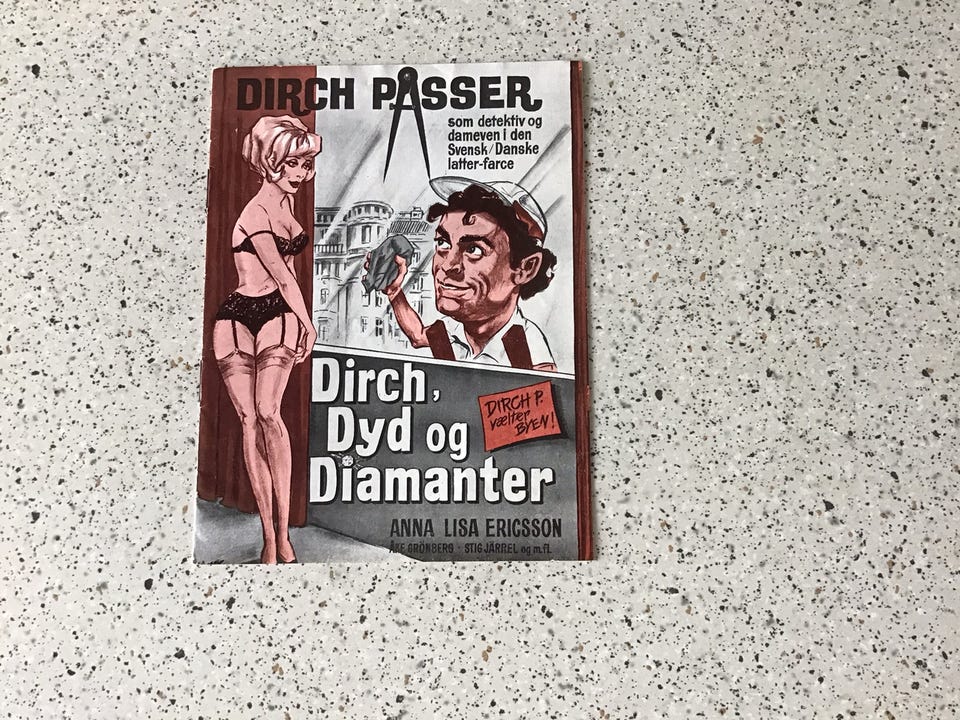 DIRCH PASSER
som detektiv og
dameven i den
Svensk/Danske
latter-farce
Dirch,
Dyd og
Diamanter
DIRCH P.
vælter
BYEN!
ANNA LISA ERICSSON
ÅKE GRÖNBERG · STIG JÄRREL og m.fl.